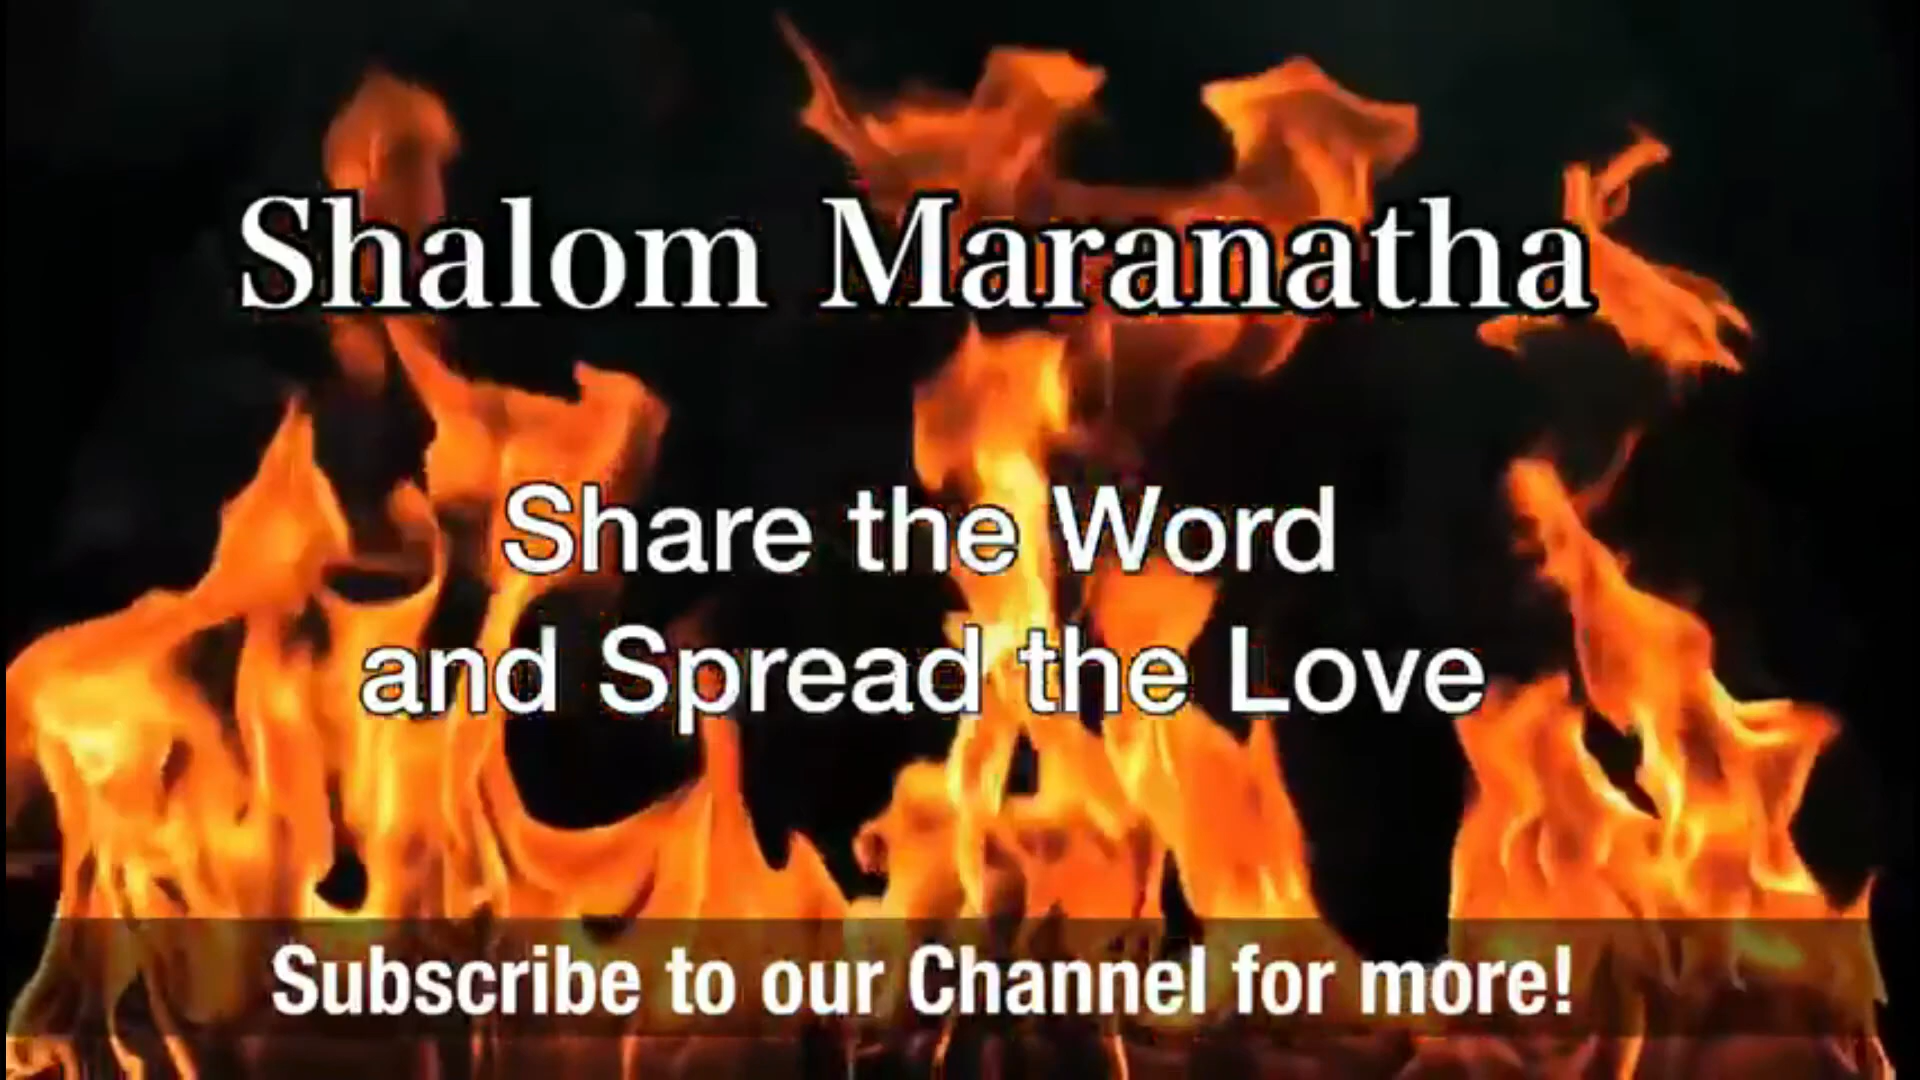 Shalom Maranatha
Share the Word
and Spread the Love
Subscribe to our Channel for more!